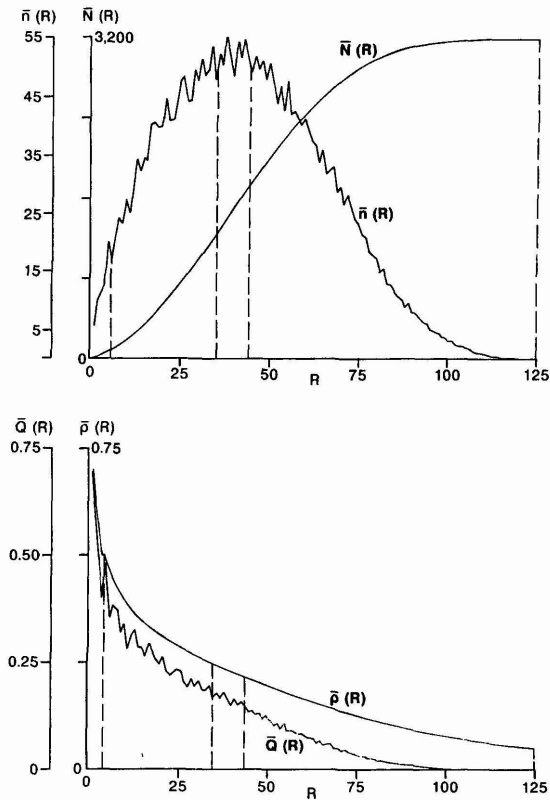 n̄ (R) N̄ (R)
55 3,200
N̄ (R)
45
35
n̄ (R)
25
15
5
0
0 25 50 75 100 125
R
Q̄ (R) ρ̄ (R)
0.75 0.75
0.50
0.25
ρ̄ (R)
Q̄ (R)
0
0 25 50 75 100 125
R